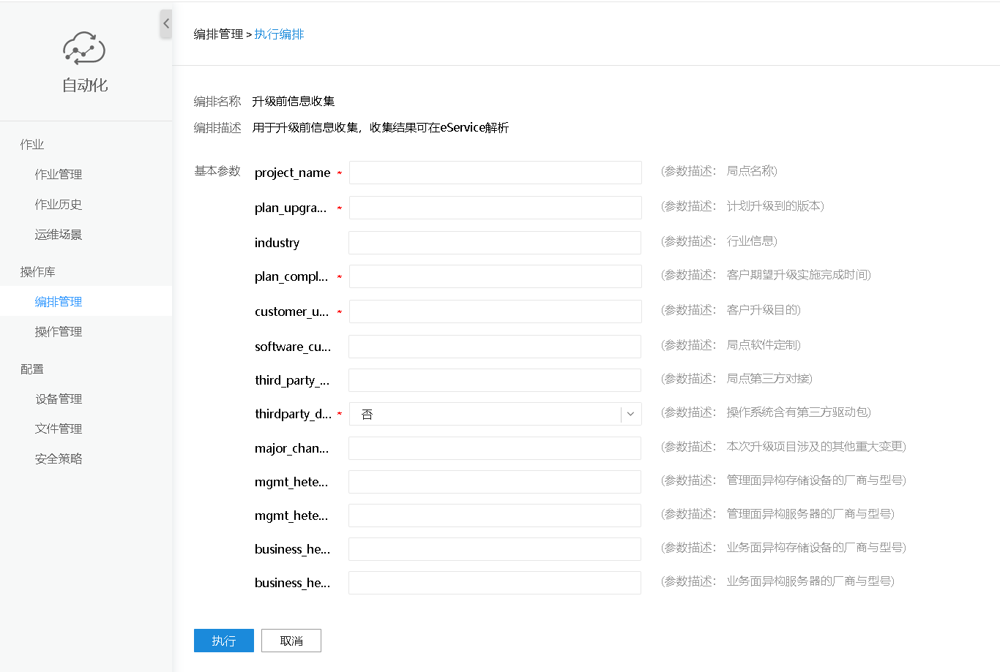 自动化
作业
作业管理
作业历史
运维场景
操作库
编排管理
操作管理
配置
设备管理
文件管理
安全策略
编排管理 > 执行编排
编排名称 升级前信息收集
编排描述 用于升级前信息收集，收集结果可在eService解析
基本参数 project_name * (参数描述： 局点名称)
plan_upgra... * (参数描述： 计划升级到的版本)
industry (参数描述： 行业信息)
plan_compl... * (参数描述： 客户期望升级实施完成时间)
customer_u... * (参数描述： 客户升级目的)
software_cu... (参数描述： 局点软件定制)
third_party_... (参数描述： 局点第三方对接)
thirdparty_d... * 否 (参数描述： 操作系统含有第三方驱动包)
major_chan... (参数描述： 本次升级项目涉及的其他重大变更)
mgmt_hete... (参数描述： 管理面异构存储设备的厂商与型号)
mgmt_hete... (参数描述： 管理面异构服务器的厂商与型号)
business_he... (参数描述： 业务面异构存储设备的厂商与型号)
business_he... (参数描述： 业务面异构服务器的厂商与型号)
执行 取消